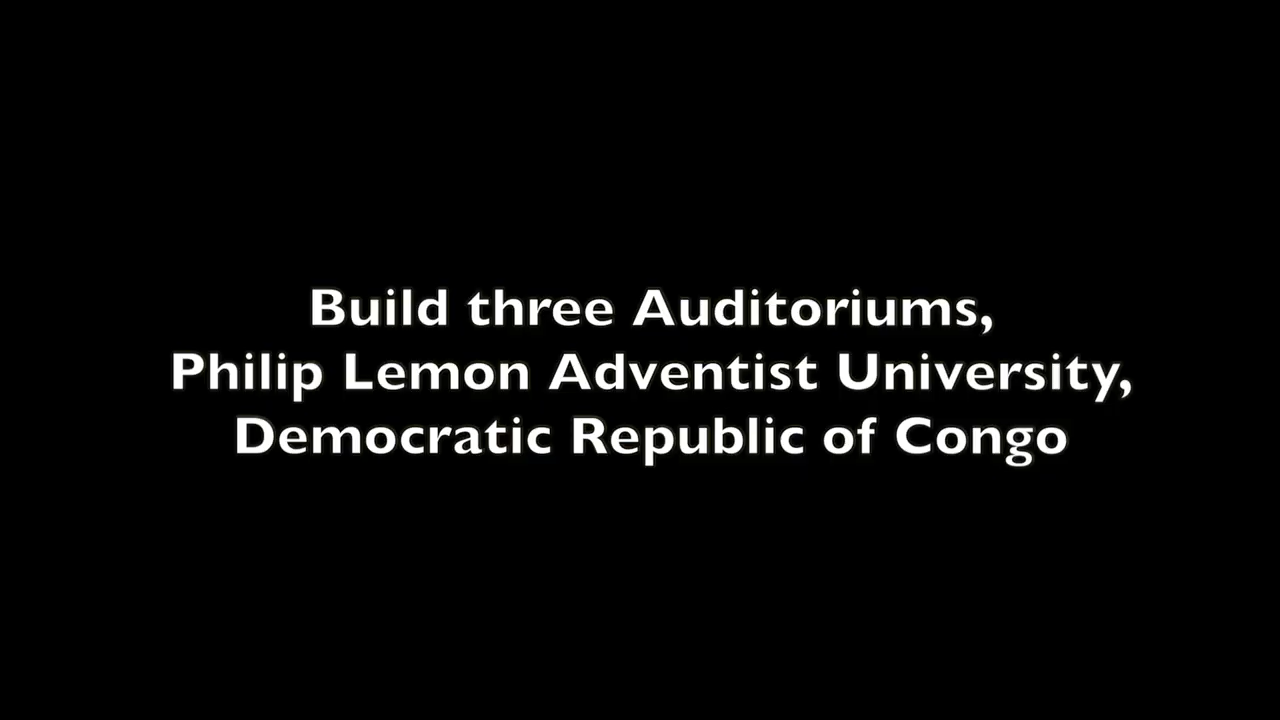 Build three Auditoriums,
Philip Lemon Adventist University,
Democratic Republic of Congo